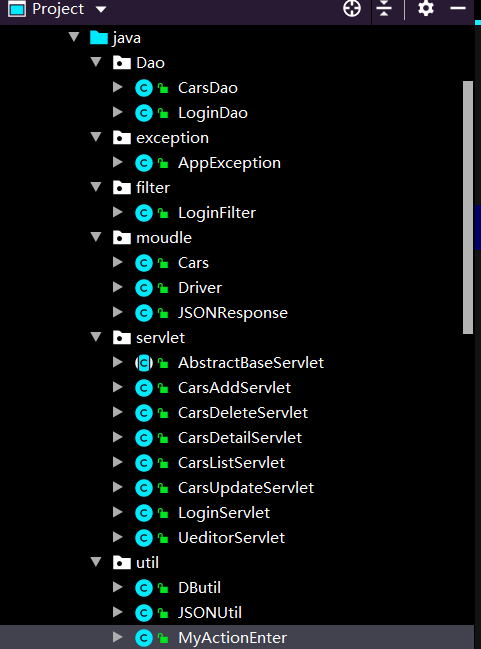 Project
java
Dao
CarsDao
LoginDao
exception
AppException
filter
LoginFilter
moudle
Cars
Driver
JSONResponse
servlet
AbstractBaseServlet
CarsAddServlet
CarsDeleteServlet
CarsDetailServlet
CarsListServlet
CarsUpdateServlet
LoginServlet
UeditorServlet
util
DButil
JSONUtil
MyActionEnter